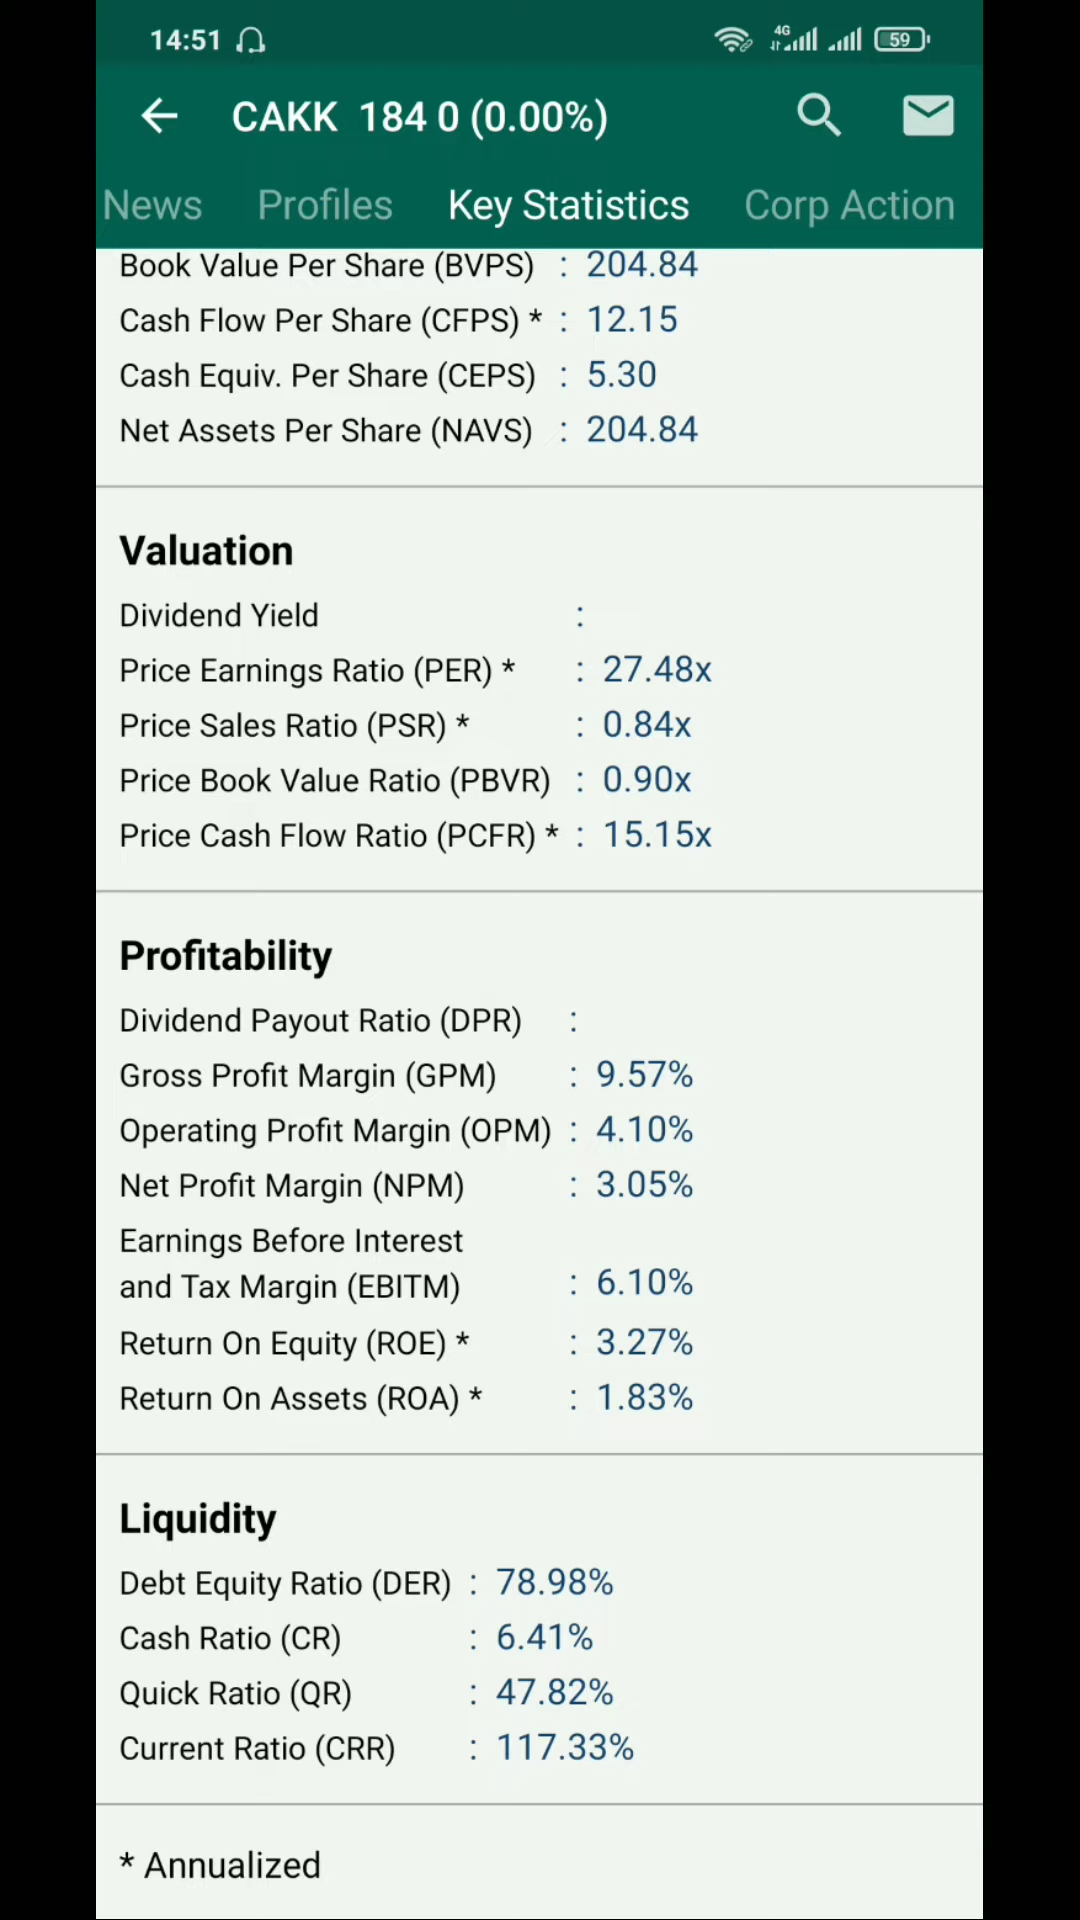 14:51 4G 59
CAKK 184 0 (0.00%)
News Profiles Key Statistics Corp Action
Book Value Per Share (BVPS) : 204.84
Cash Flow Per Share (CFPS) * : 12.15
Cash Equiv. Per Share (CEPS) : 5.30
Net Assets Per Share (NAVS) : 204.84
Valuation
Dividend Yield :
Price Earnings Ratio (PER) * : 27.48x
Price Sales Ratio (PSR) * : 0.84x
Price Book Value Ratio (PBVR) : 0.90x
Price Cash Flow Ratio (PCFR) * : 15.15x
Profitability
Dividend Payout Ratio (DPR) :
Gross Profit Margin (GPM) : 9.57%
Operating Profit Margin (OPM) : 4.10%
Net Profit Margin (NPM) : 3.05%
Earnings Before Interest
and Tax Margin (EBITM) : 6.10%
Return On Equity (ROE) * : 3.27%
Return On Assets (ROA) * : 1.83%
Liquidity
Debt Equity Ratio (DER) : 78.98%
Cash Ratio (CR) : 6.41%
Quick Ratio (QR) : 47.82%
Current Ratio (CRR) : 117.33%
* Annualized